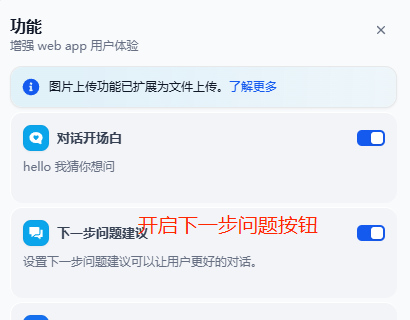 功能
增强 web app 用户体验
图片上传功能已扩展为文件上传。了解更多
对话开场白
hello 我猜你想问
下一步问题建议
开启下一步问题按钮
设置下一步问题建议可以让用户更好的对话。